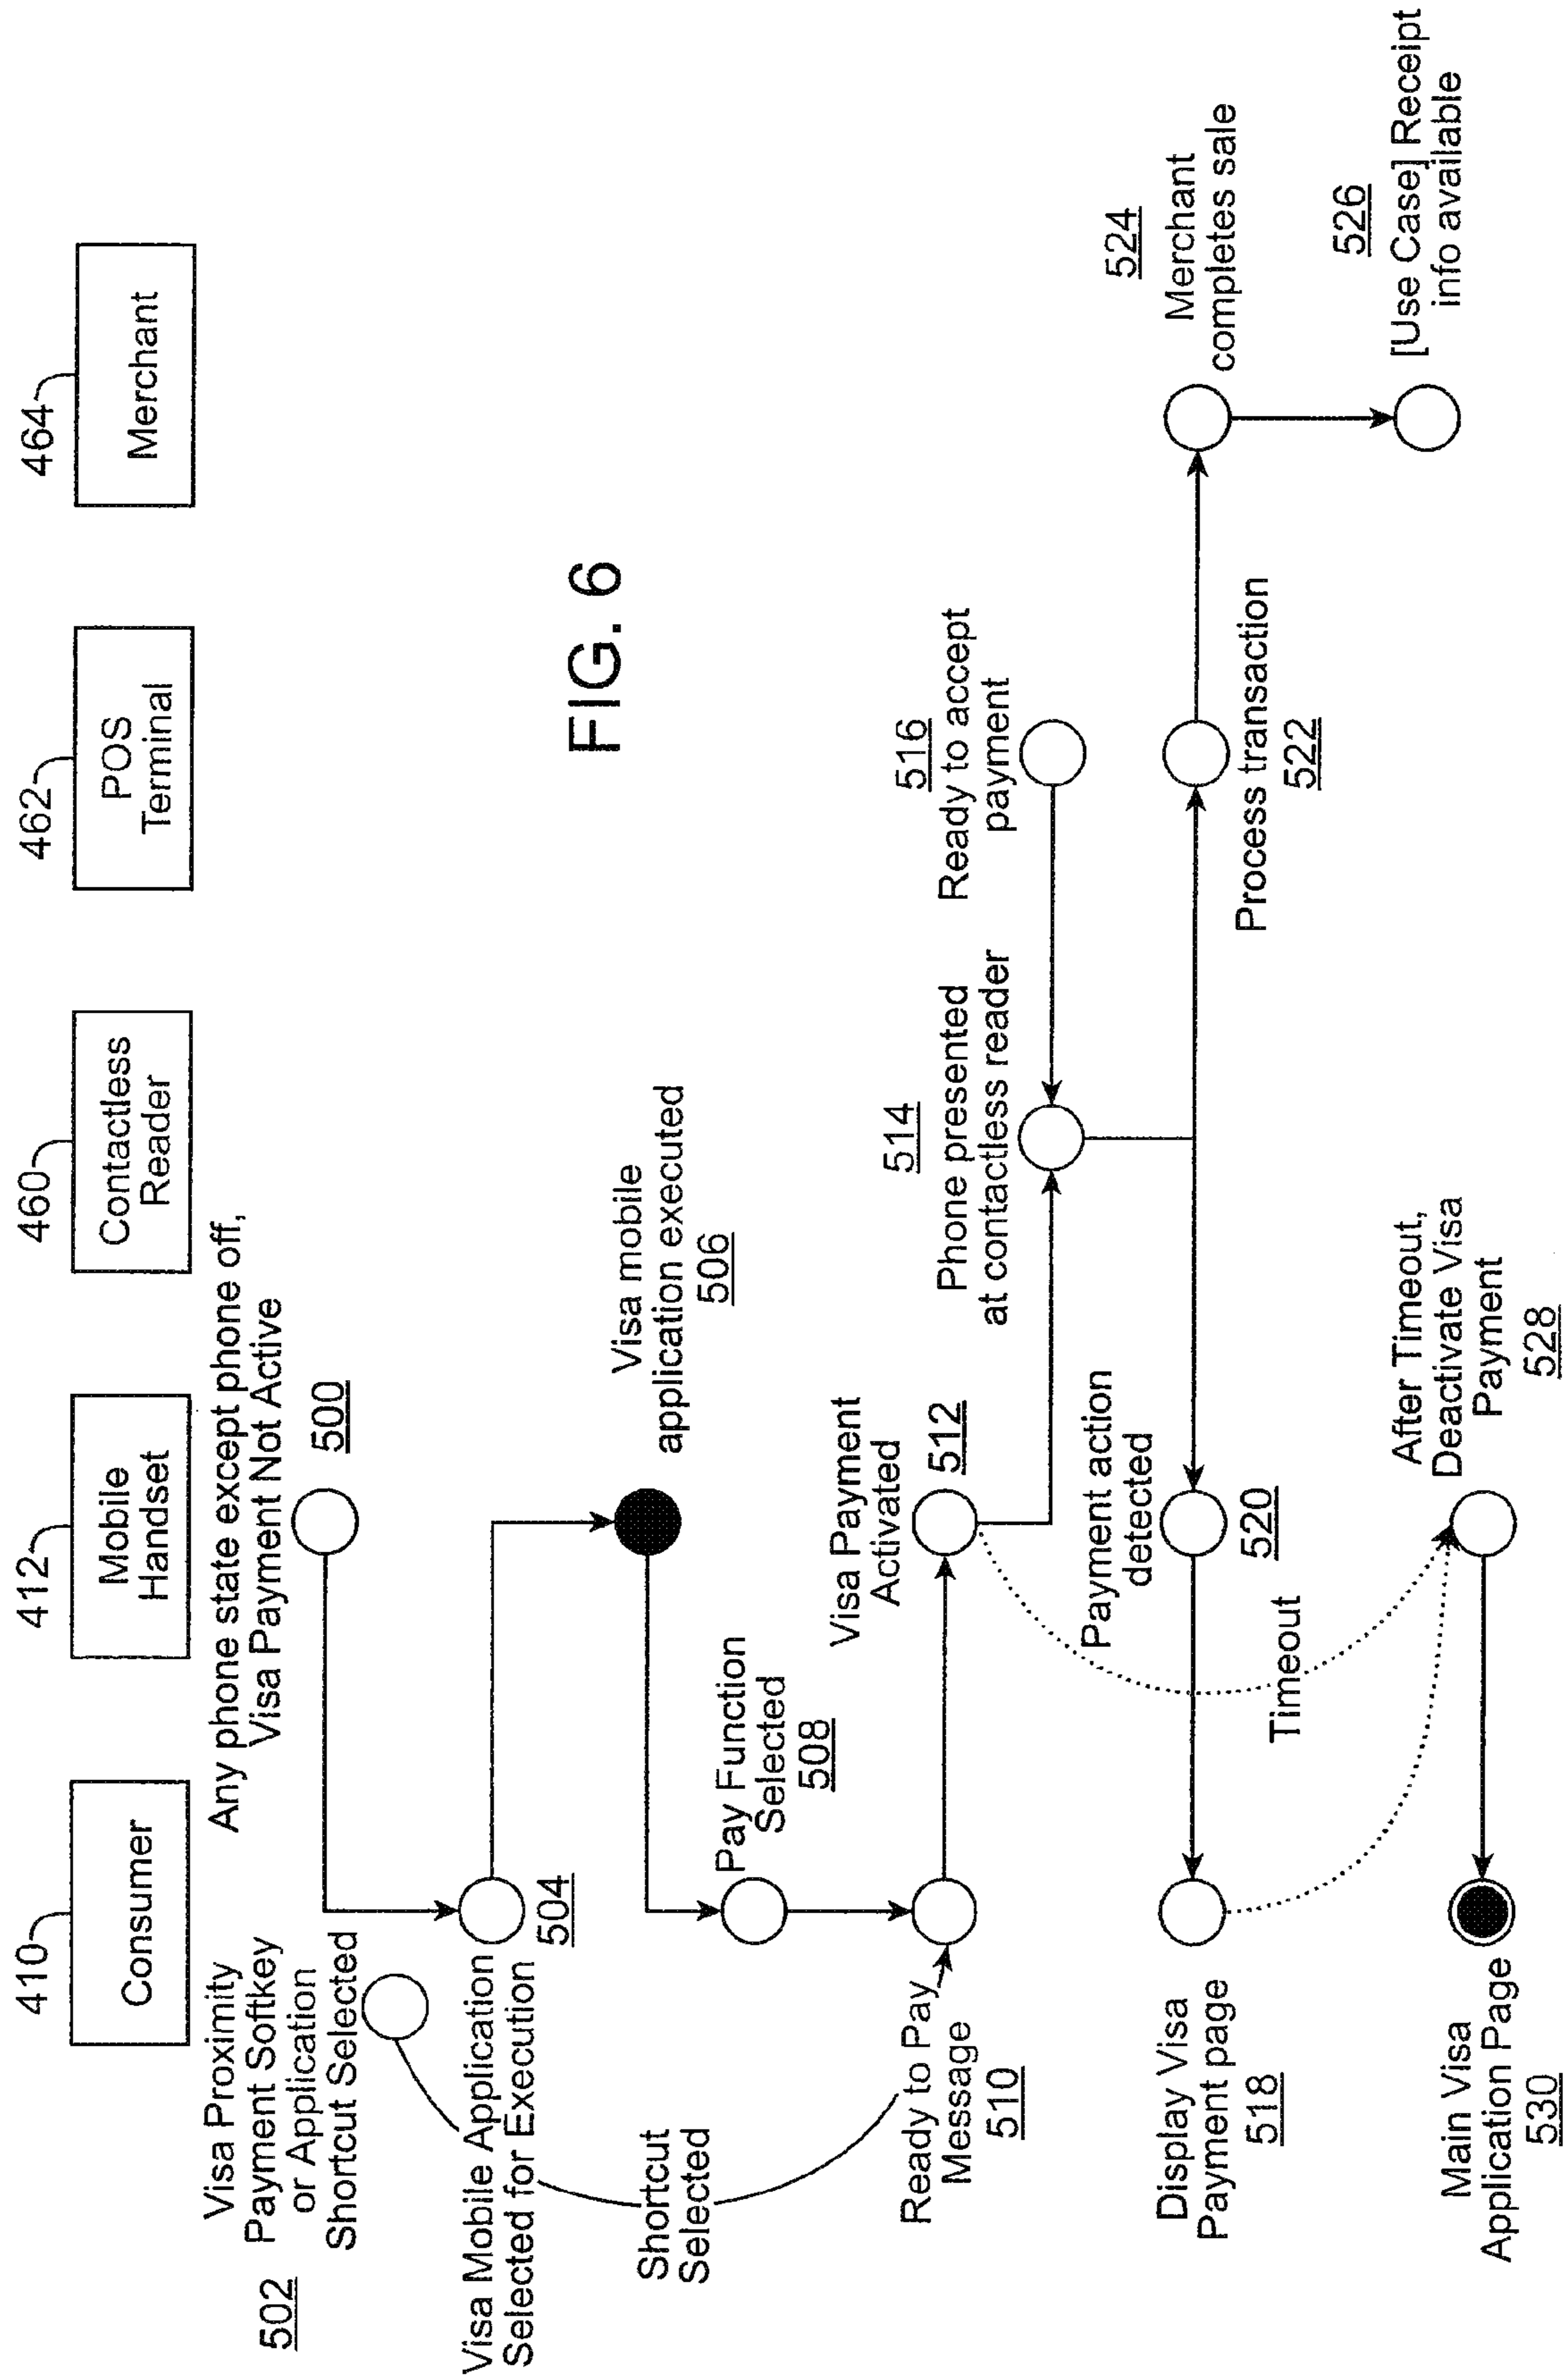 410
412
460
462
464
Consumer
Mobile
Handset
Contactless
Reader
POS
Terminal
Merchant
Any phone state except phone off,
Visa Payment Not Active
500
Visa Proximity
Payment Softkey
or Application
Shortcut Selected
502
Visa Mobile Application
Selected for Execution
504
Visa mobile
application executed
506
FIG. 6
Shortcut
Selected
Pay Function
Selected
508
Ready to Pay
Message
510
Visa Payment
Activated
512
514
Phone presented
at contactless reader
516
Ready to accept
payment
Display Visa
Payment page
518
Payment action
detected
520
Process transaction
522
524
Merchant
completes sale
526
[Use Case] Receipt
info available
Timeout
After Timeout,
Deactivate Visa
Payment
528
Main Visa
Application Page
530